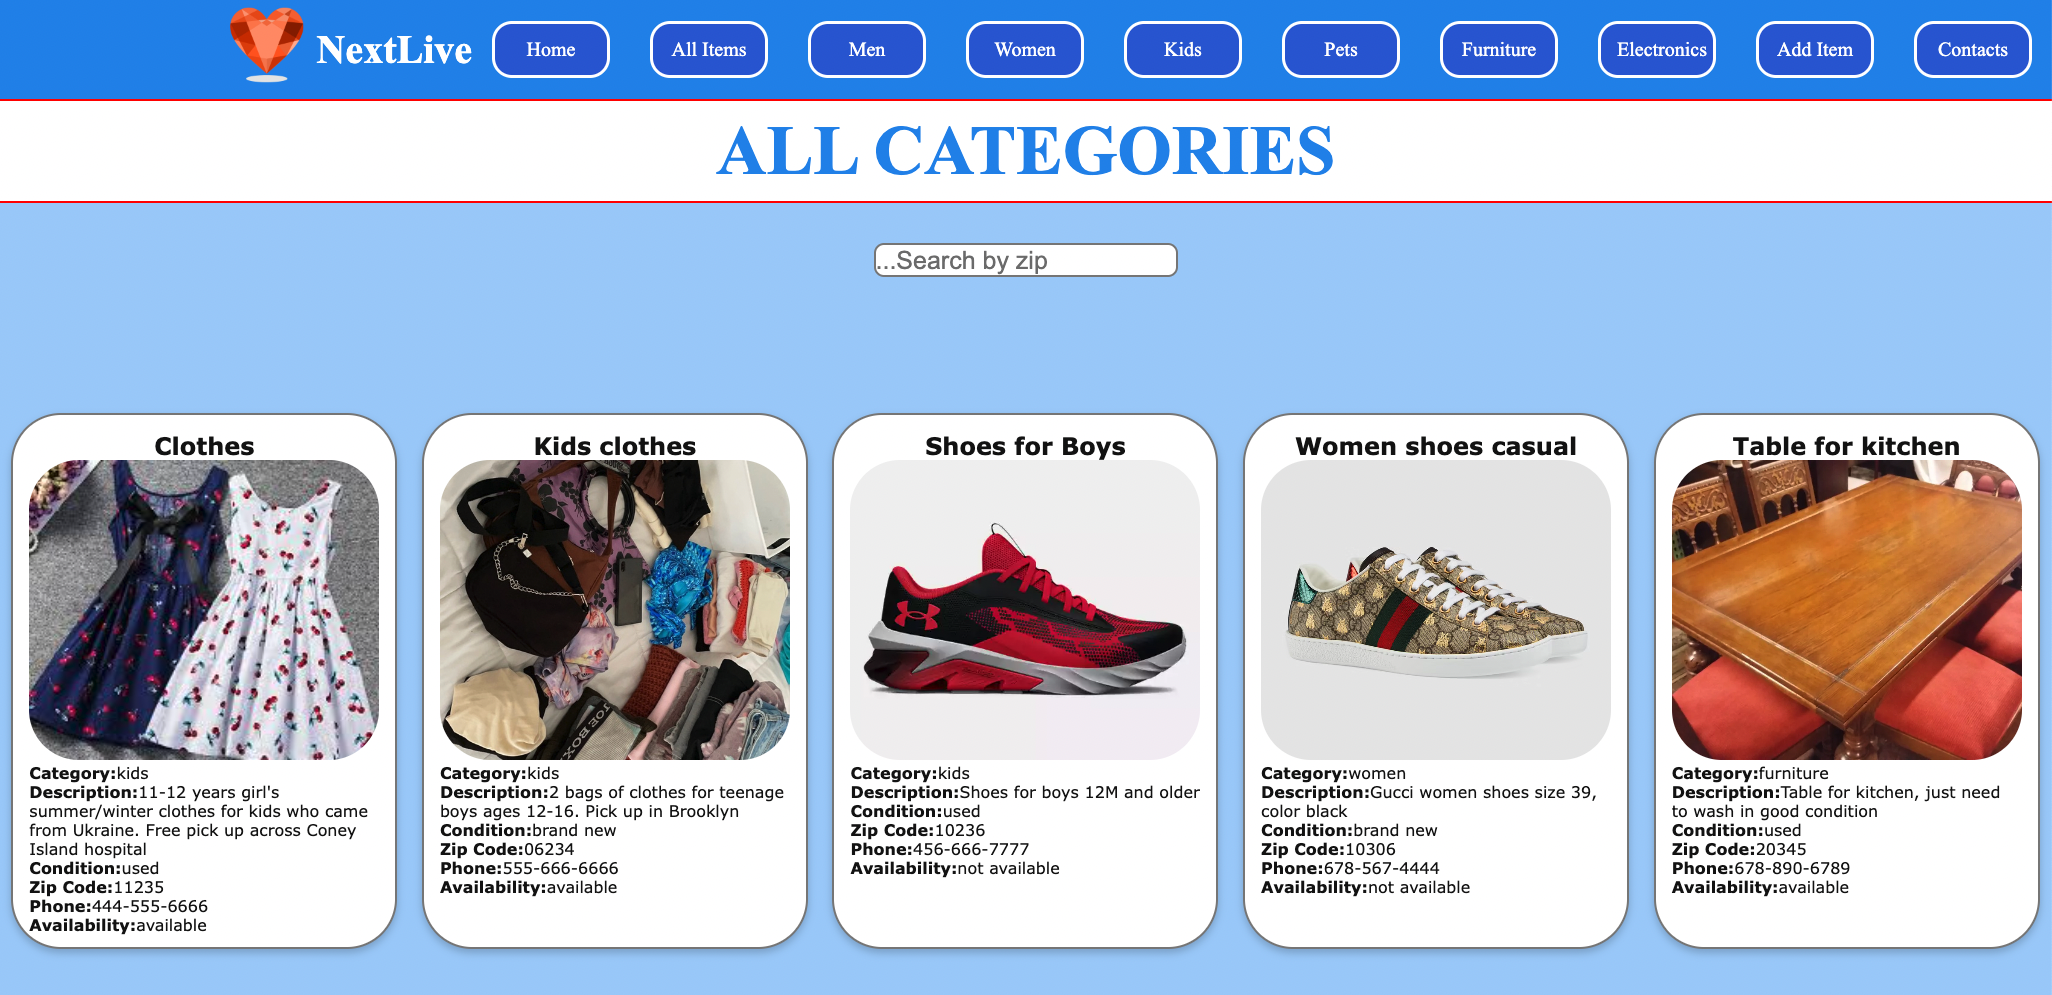 NextLive
Home
All Items
Men
Women
Kids
Pets
Furniture
Electronics
Add Item
Contacts
ALL CATEGORIES
...Search by zip
Clothes
Category:kids
Description:11-12 years girl's
summer/winter clothes for kids who came
from Ukraine. Free pick up across Coney
Island hospital
Condition:used
Zip Code:11235
Phone:444-555-6666
Availability:available
Kids clothes
JOE BOX
Category:kids
Description:2 bags of clothes for teenage
boys ages 12-16. Pick up in Brooklyn
Condition:brand new
Zip Code:06234
Phone:555-666-6666
Availability:available
Shoes for Boys
Category:kids
Description:Shoes for boys 12M and older
Condition:used
Zip Code:10236
Phone:456-666-7777
Availability:not available
Women shoes casual
Category:women
Description:Gucci women shoes size 39,
color black
Condition:brand new
Zip Code:10306
Phone:678-567-4444
Availability:not available
Table for kitchen
Category:furniture
Description:Table for kitchen, just need
to wash in good condition
Condition:used
Zip Code:20345
Phone:678-890-6789
Availability:available